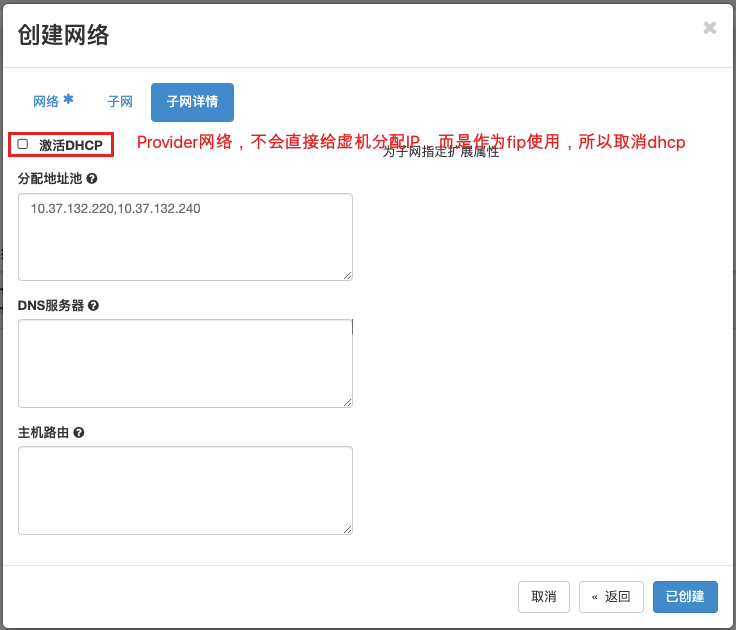 创建网络
×
网络 *
子网
子网详情
激活DHCP
Provider网络，不会直接给虚机分配IP，而是作为fip使用，所以取消dhcp
为子网指定扩展属性
分配地址池
10.37.132.220,10.37.132.240
DNS服务器
主机路由
取消
« 返回
已创建